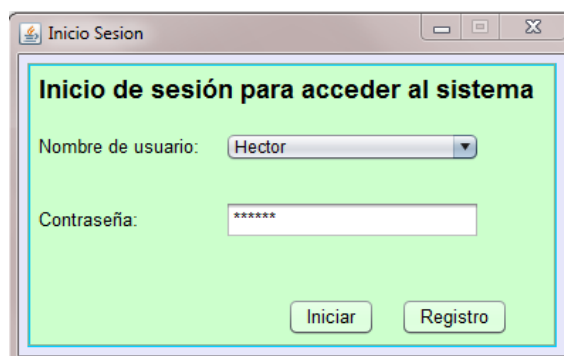 Inicio Sesion
Inicio de sesión para acceder al sistema
Nombre de usuario: Hector
Contraseña: ******
Iniciar Registro